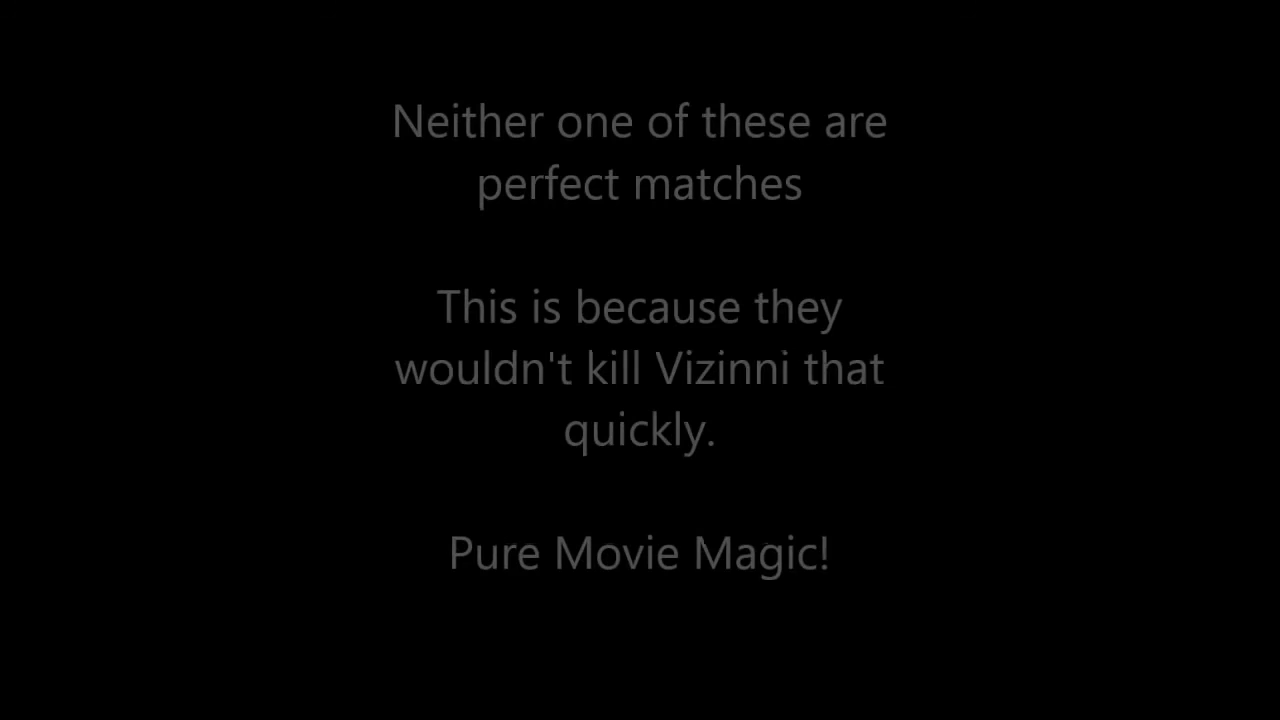 Neither one of these are
perfect matches
This is because they
wouldn't kill Vizinni that
quickly.
Pure Movie Magic!